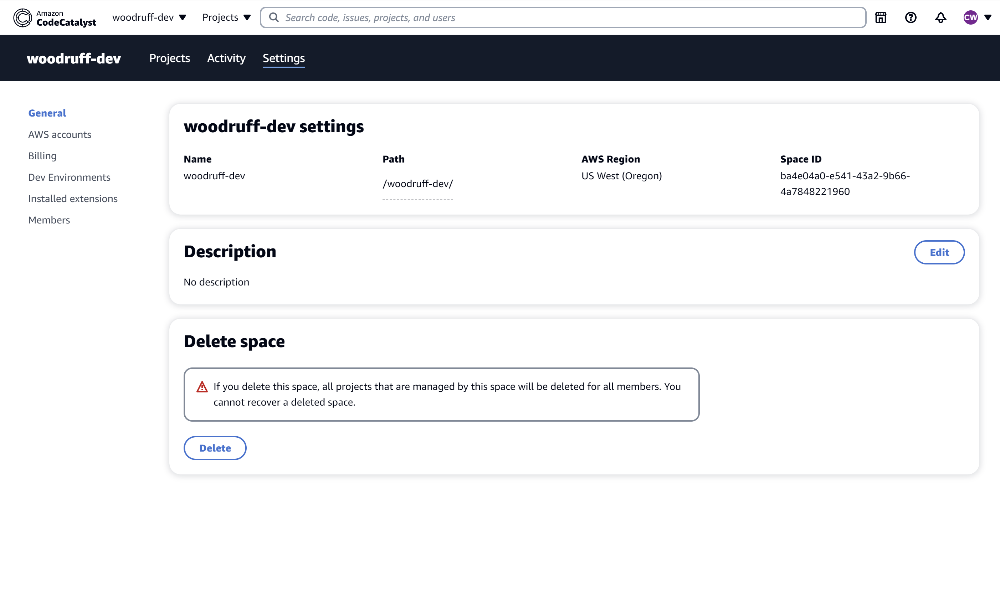 Amazon
CodeCatalyst
woodruff-dev
Projects
Search code, issues, projects, and users
CW
woodruff-dev
Projects
Activity
Settings
General
AWS accounts
Billing
Dev Environments
Installed extensions
Members
woodruff-dev settings
Name
woodruff-dev
Path
/woodruff-dev/
AWS Region
US West (Oregon)
Space ID
ba4e04a0-e541-43a2-9b66-
4a7848221960
Description
Edit
No description
Delete space
If you delete this space, all projects that are managed by this space will be deleted for all members. You
cannot recover a deleted space.
Delete